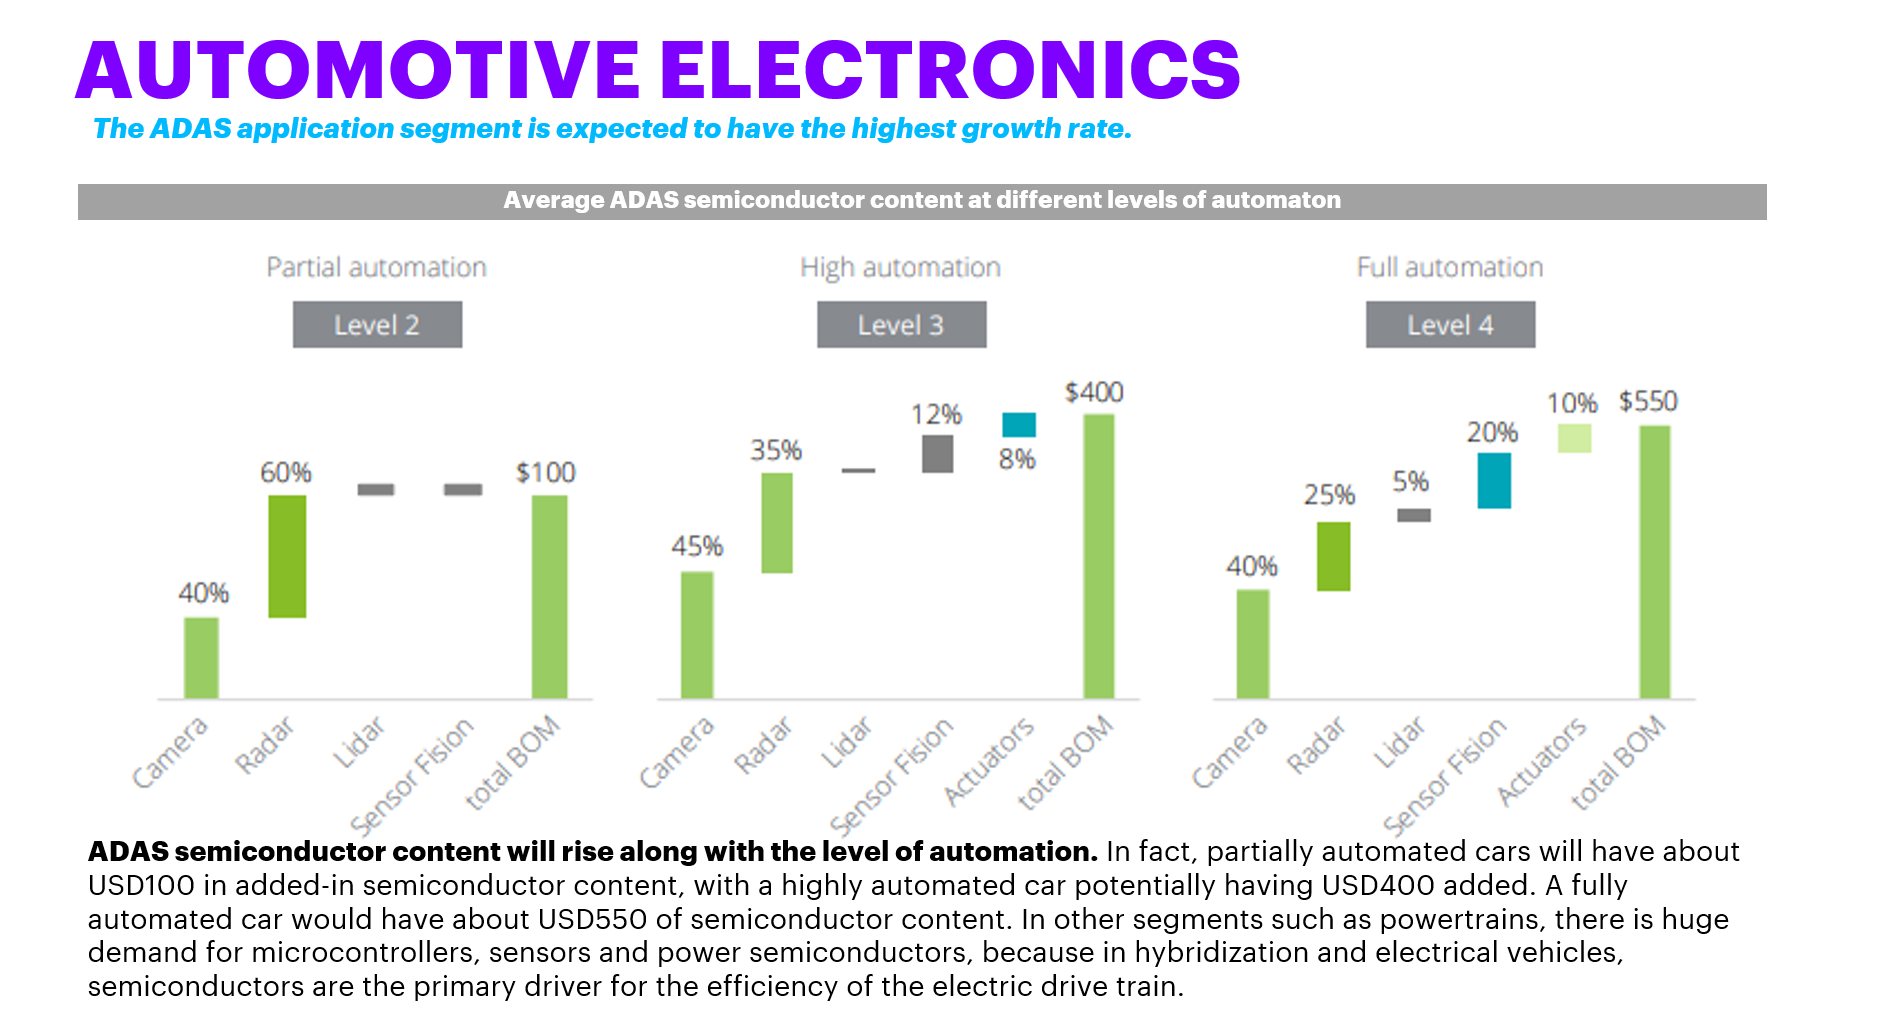 AUTOMOTIVE ELECTRONICS
The ADAS application segment is expected to have the highest growth rate.
Average ADAS semiconductor content at different levels of automaton
Partial automation
Level 2
60%
$100
40%
Camera
Radar
Lidar
Sensor Fision
total BOM
High automation
Level 3
$400
12%
35%
8%
45%
Camera
Radar
Lidar
Sensor Fision
Actuators
total BOM
Full automation
Level 4
10%
$550
20%
5%
25%
40%
Camera
Radar
Lidar
Sensor Fision
Actuators
total BOM
ADAS semiconductor content will rise along with the level of automation. In fact, partially automated cars will have about
USD100 in added-in semiconductor content, with a highly automated car potentially having USD400 added. A fully
automated car would have about USD550 of semiconductor content. In other segments such as powertrains, there is huge
demand for microcontrollers, sensors and power semiconductors, because in hybridization and electrical vehicles,
semiconductors are the primary driver for the efficiency of the electric drive train.